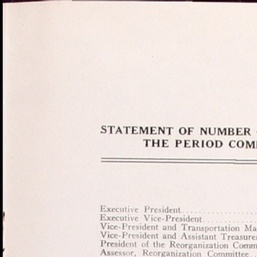 STATEMENT OF NUMBER
THE PERIOD COM
Executive President
Executive Vice-President
Vice-President and Transportation Ma
Vice-President and Assistant Treasure
President of the Reorganization Comm
Assessor, Reorganization Committee